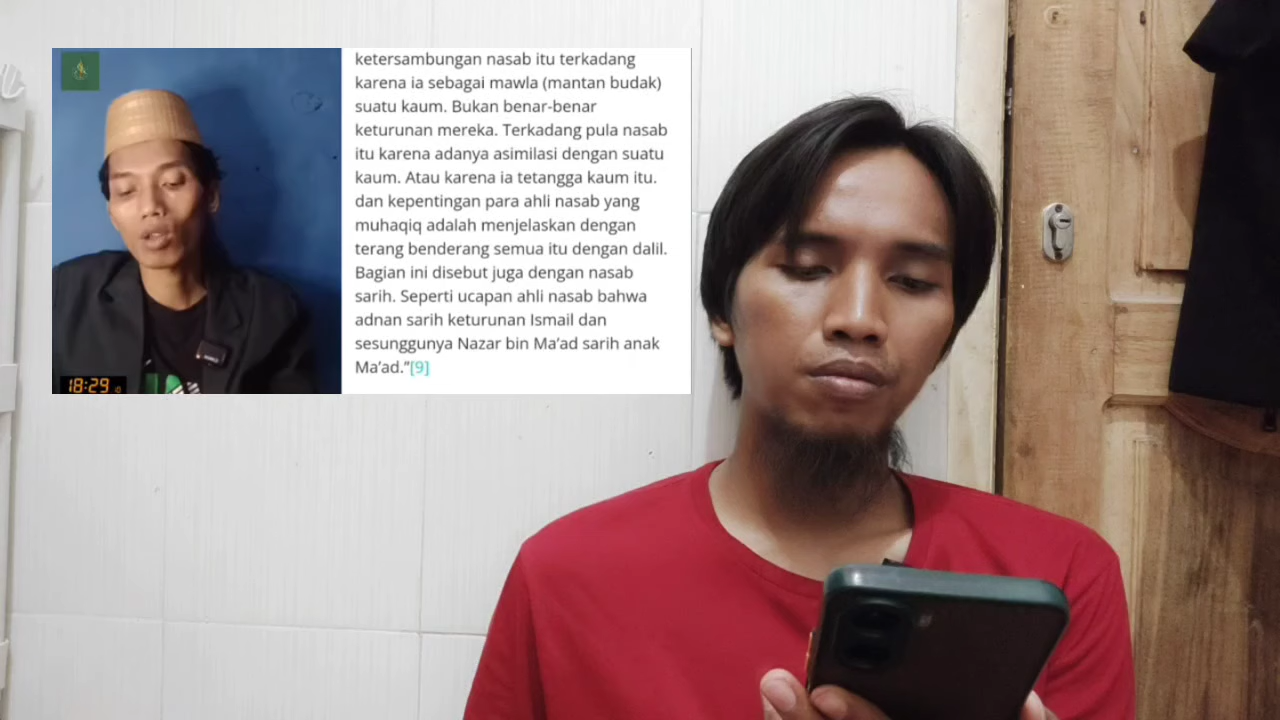 ketersambungan nasab itu terkadang
karena ia sebagai mawla (mantan budak)
suatu kaum. Bukan benar-benar
keturunan mereka. Terkadang pula nasab
itu karena adanya asimilasi dengan suatu
kaum. Atau karena ia tetangga kaum itu.
dan kepentingan para ahli nasab yang
muhaqiq adalah menjelaskan dengan
terang benderang semua itu dengan dalil.
Bagian ini disebut juga dengan nasab
sarih. Seperti ucapan ahli nasab bahwa
adnan sarih keturunan Ismail dan
sesunggunya Nazar bin Ma’ad sarih anak
Ma’ad.”[9]
18:29